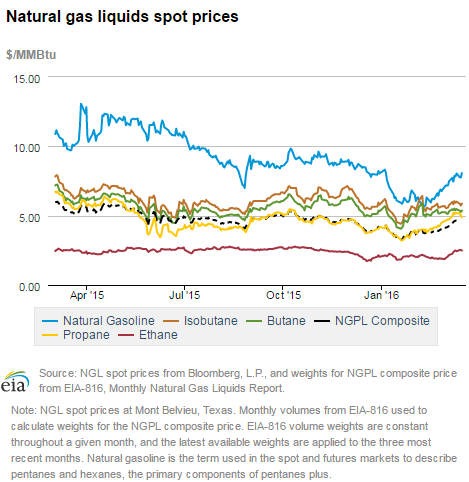 Natural gas liquids spot prices
$/MMBtu
15.00
10.00
5.00
0.00
Apr '15 Jul '15 Oct '15 Jan '16
Natural Gasoline Isobutane Butane NGPL Composite
Propane Ethane
eia
Source: NGL spot prices from Bloomberg, L.P., and weights for NGPL composite price
from EIA-816, Monthly Natural Gas Liquids Report.
Note: NGL spot prices at Mont Belvieu, Texas. Monthly volumes from EIA-816 used to
calculate weights for the NGPL composite price. EIA-816 volume weights are constant
throughout a given month, and the latest available weights are applied to the three most
recent months. Natural gasoline is the term used in the spot and futures markets to describe
pentanes and hexanes, the primary components of pentanes plus.